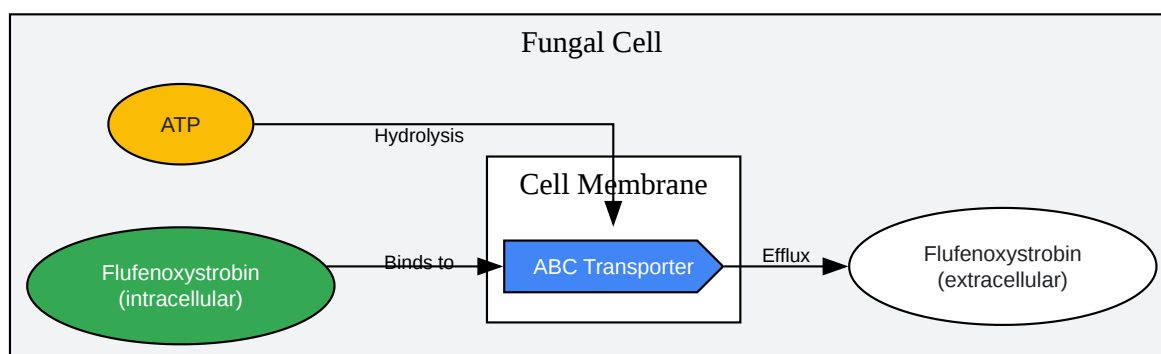 Fungal Cell
ATP
Hydrolysis
Cell Membrane
Flufenoxystrobin
(intracellular)
Binds to
ABC Transporter
Efflux
Flufenoxystrobin
(extracellular)